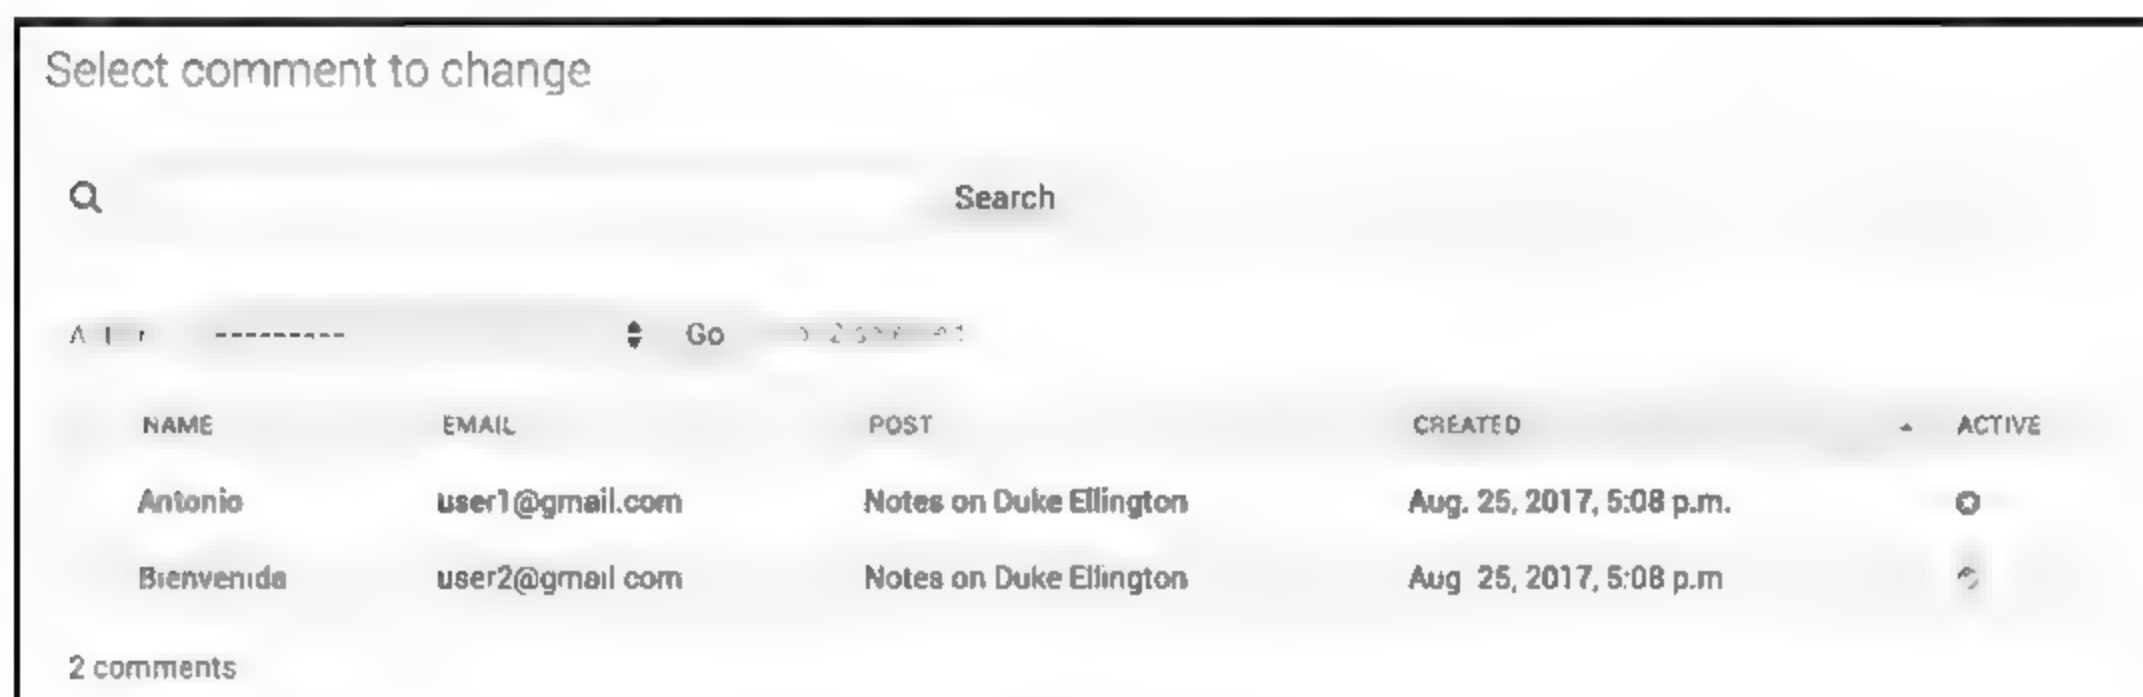 Select comment to change
Search
--------- Go
NAME EMAIL POST CREATED ACTIVE
Antonio user1@gmail.com Notes on Duke Ellington Aug. 25, 2017, 5:08 p.m.
Bienvenida user2@gmail com Notes on Duke Ellington Aug 25, 2017, 5:08 p.m
2 comments